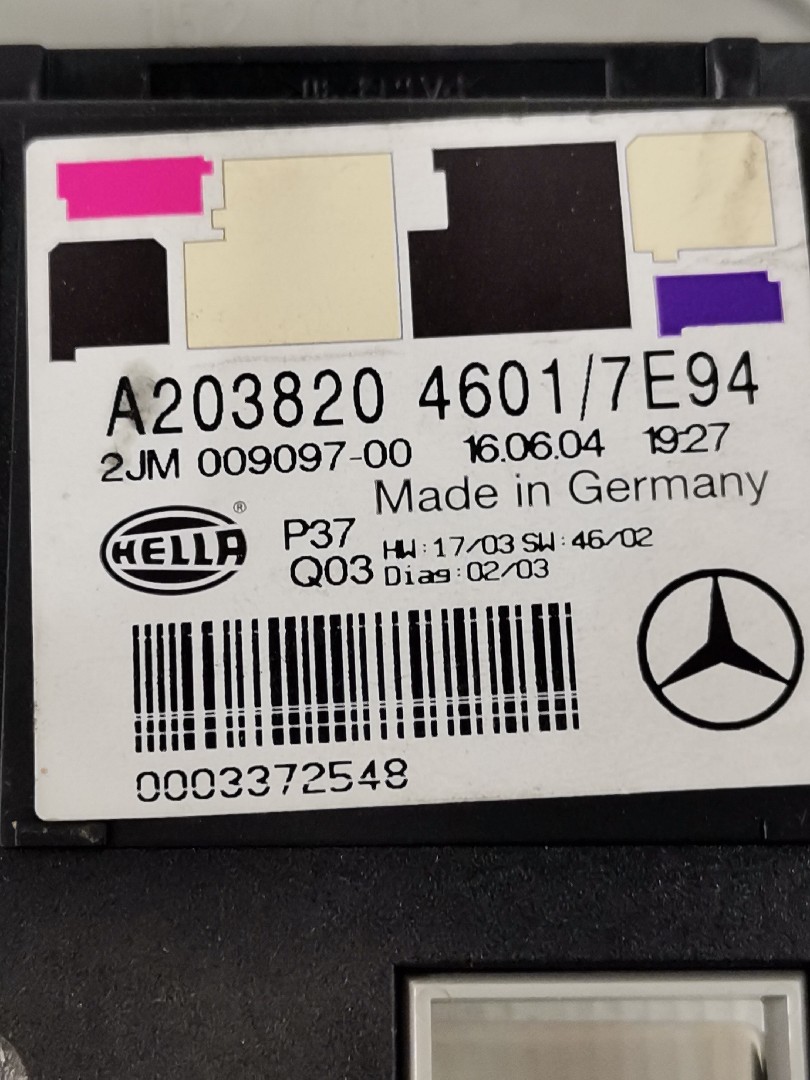 A203820 4601/7E94
2JM 009097-00 16.06.04 19:27
Made in Germany
HELLA ®
P37 HW:17/03 SW:46/02
Q03 Diag:02/03
0003372548